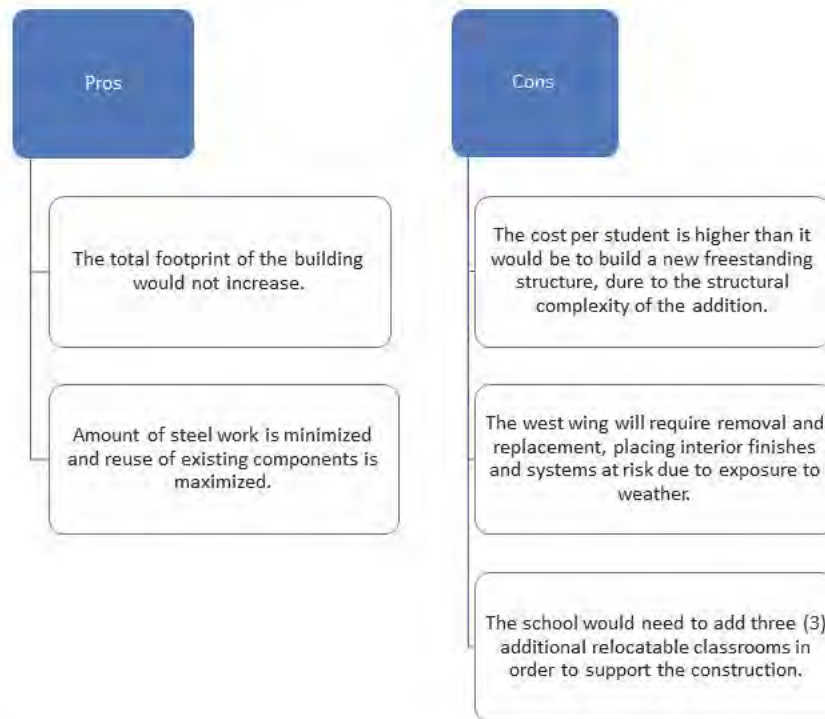 Pros
The total footprint of the building
would not increase.
Amount of steel work is minimized
and reuse of existing components is
maximized.
Cons
The cost per student is higher than it
would be to build a new freestanding
structure, dure to the structural
complexity of the addition.
The west wing will require removal and
replacement, placing interior finishes
and systems at risk due to exposure to
weather.
The school would need to add three (3)
additional relocatable classrooms in
order to support the construction.